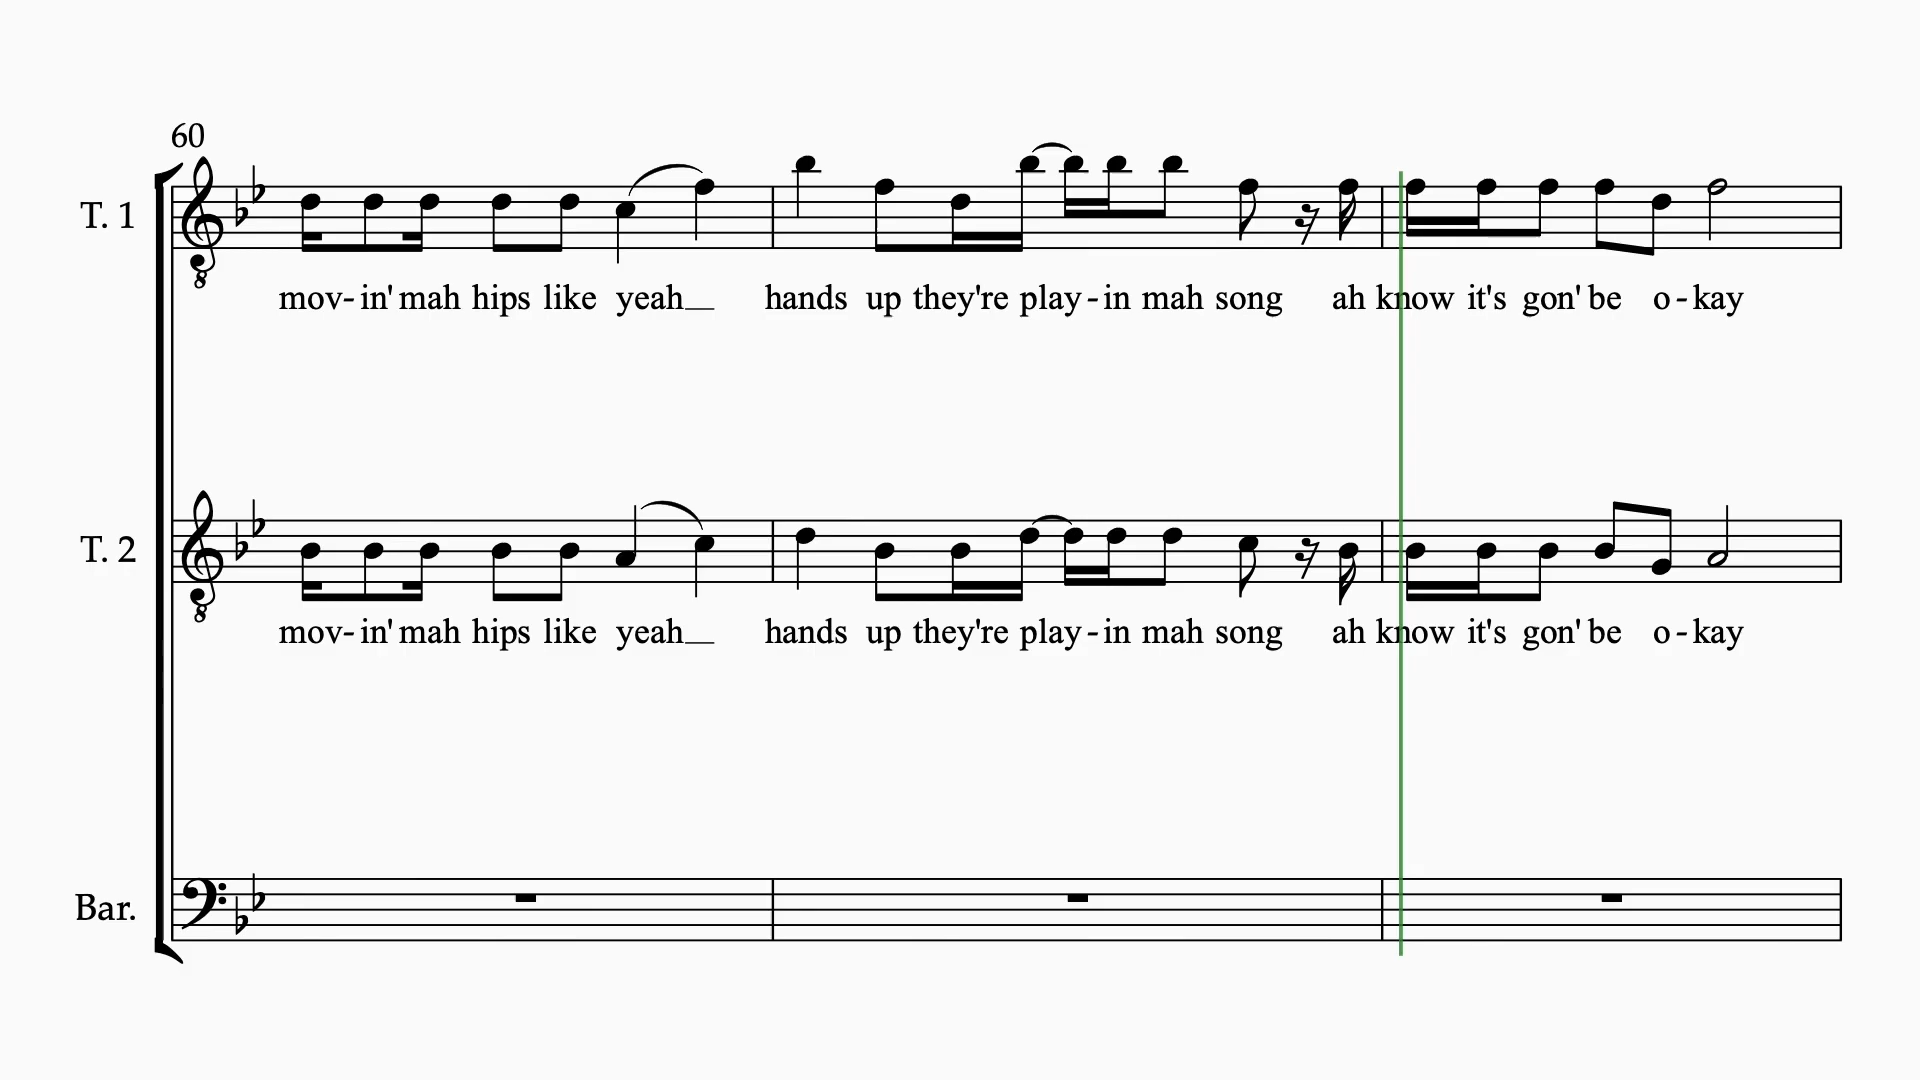 60
T. 1
mov- in' mah hips like yeah__ hands up they're play - in mah song ah know it's gon' be o - kay
T. 2
mov- in' mah hips like yeah__ hands up they're play - in mah song ah know it's gon' be o - kay
Bar.